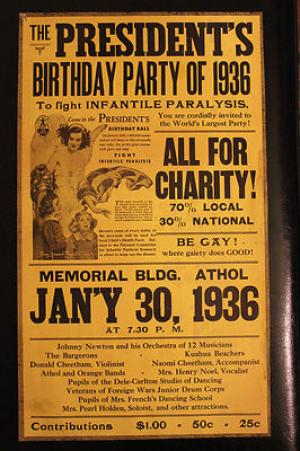 THE PRESIDENT'S
BIRTHDAY PARTY OF 1936
To fight INFANTILE PARALYSIS.
Come to the PRESIDENT'S
BIRTHDAY BALL
FIGHT
INFANTILE PARALYSIS
You are cordially invited to
the World's Largest Party!
ALL FOR
CHARITY!
70% LOCAL
30% NATIONAL
BE GAY!
where gaiety does GOOD!
MEMORIAL BLDG. ATHOL
JAN'Y 30, 1936
AT 7.30 P. M.
Johnny Newton and his Orchestra of 12 Musicians
The Bargerons · Kuahua Beachers
Donald Cheetham, Violinist · Naomi Cheetham, Accompanist
Athol and Orange Bands · Mrs. Henry Noel, Vocalist
Pupils of the Dele-Carlton Studio of Dancing
Veterans of Foreign Wars Junior Drum Corps
Pupils of Mrs. French's Dancing School
Mrs. Pearl Holden, Soloist, and other attractions.
Contributions $1.00 - 50c - 25c